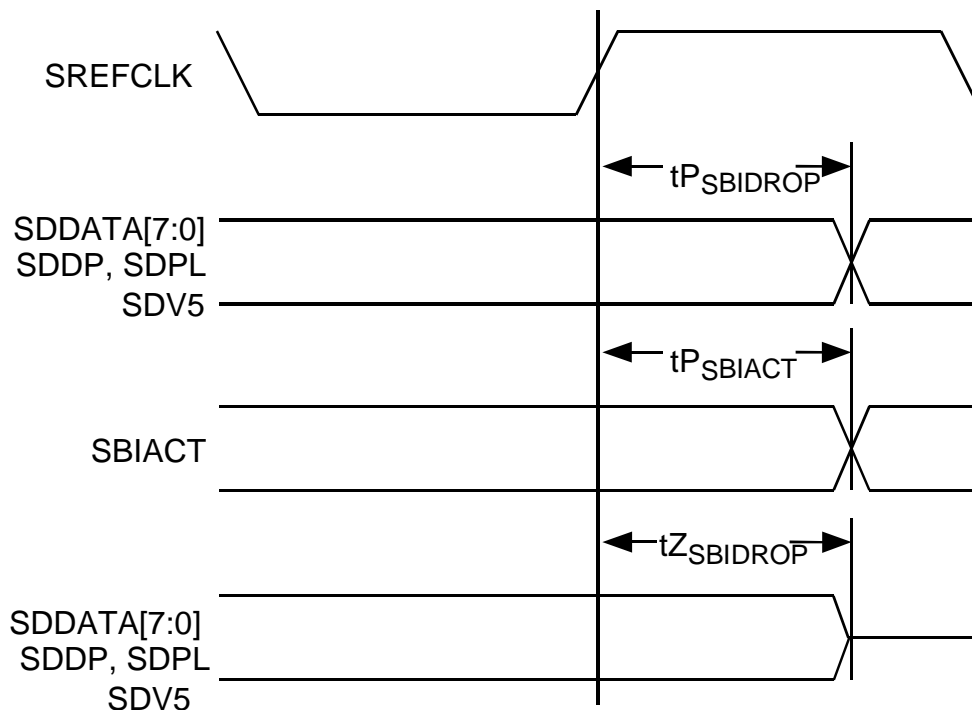 SREFCLK
tPSBIDROP
SDDATA[7:0]
SDDP, SDPL
SDV5
tPSBIACT
SBIACT
tZSBIDROP
SDDATA[7:0]
SDDP, SDPL
SDV5